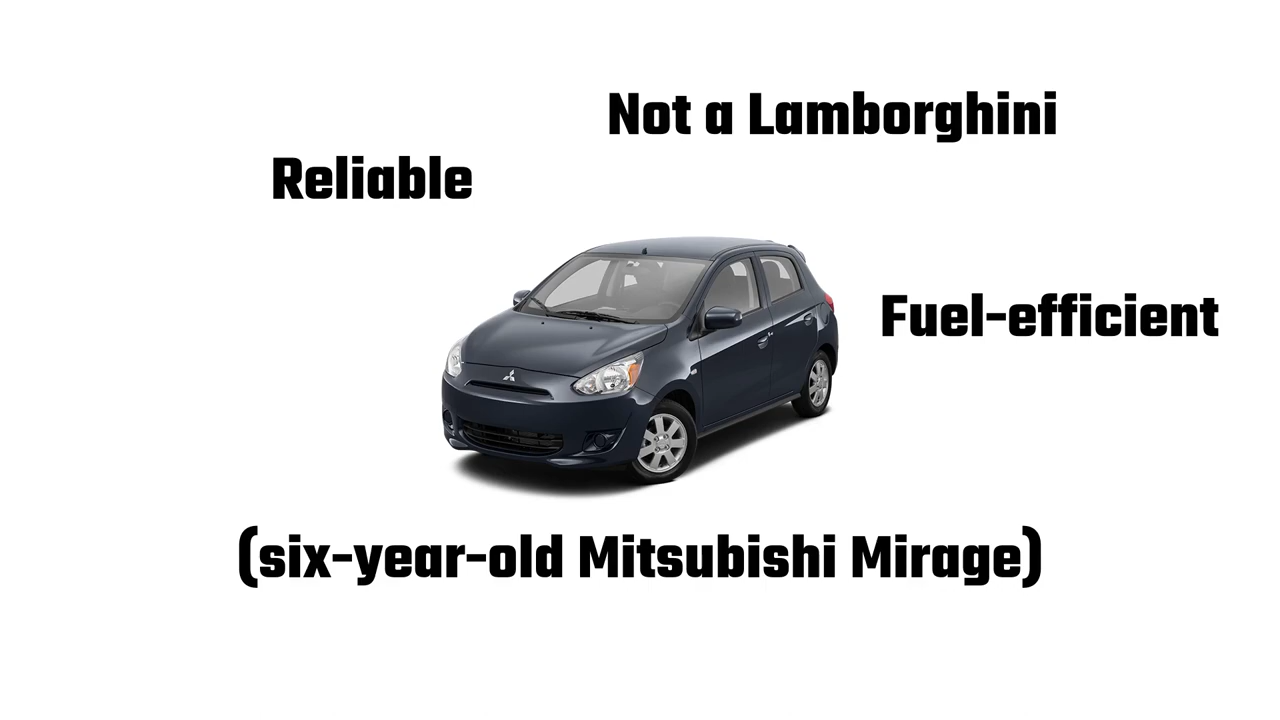 Not a Lamborghini
Reliable
Fuel-efficient
(six-year-old Mitsubishi Mirage)